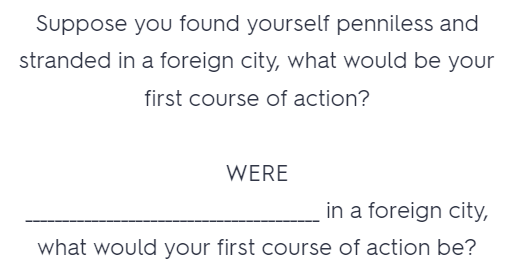 Suppose you found yourself penniless and
stranded in a foreign city, what would be your
first course of action?
WERE
______________________________ in a foreign city,
what would your first course of action be?